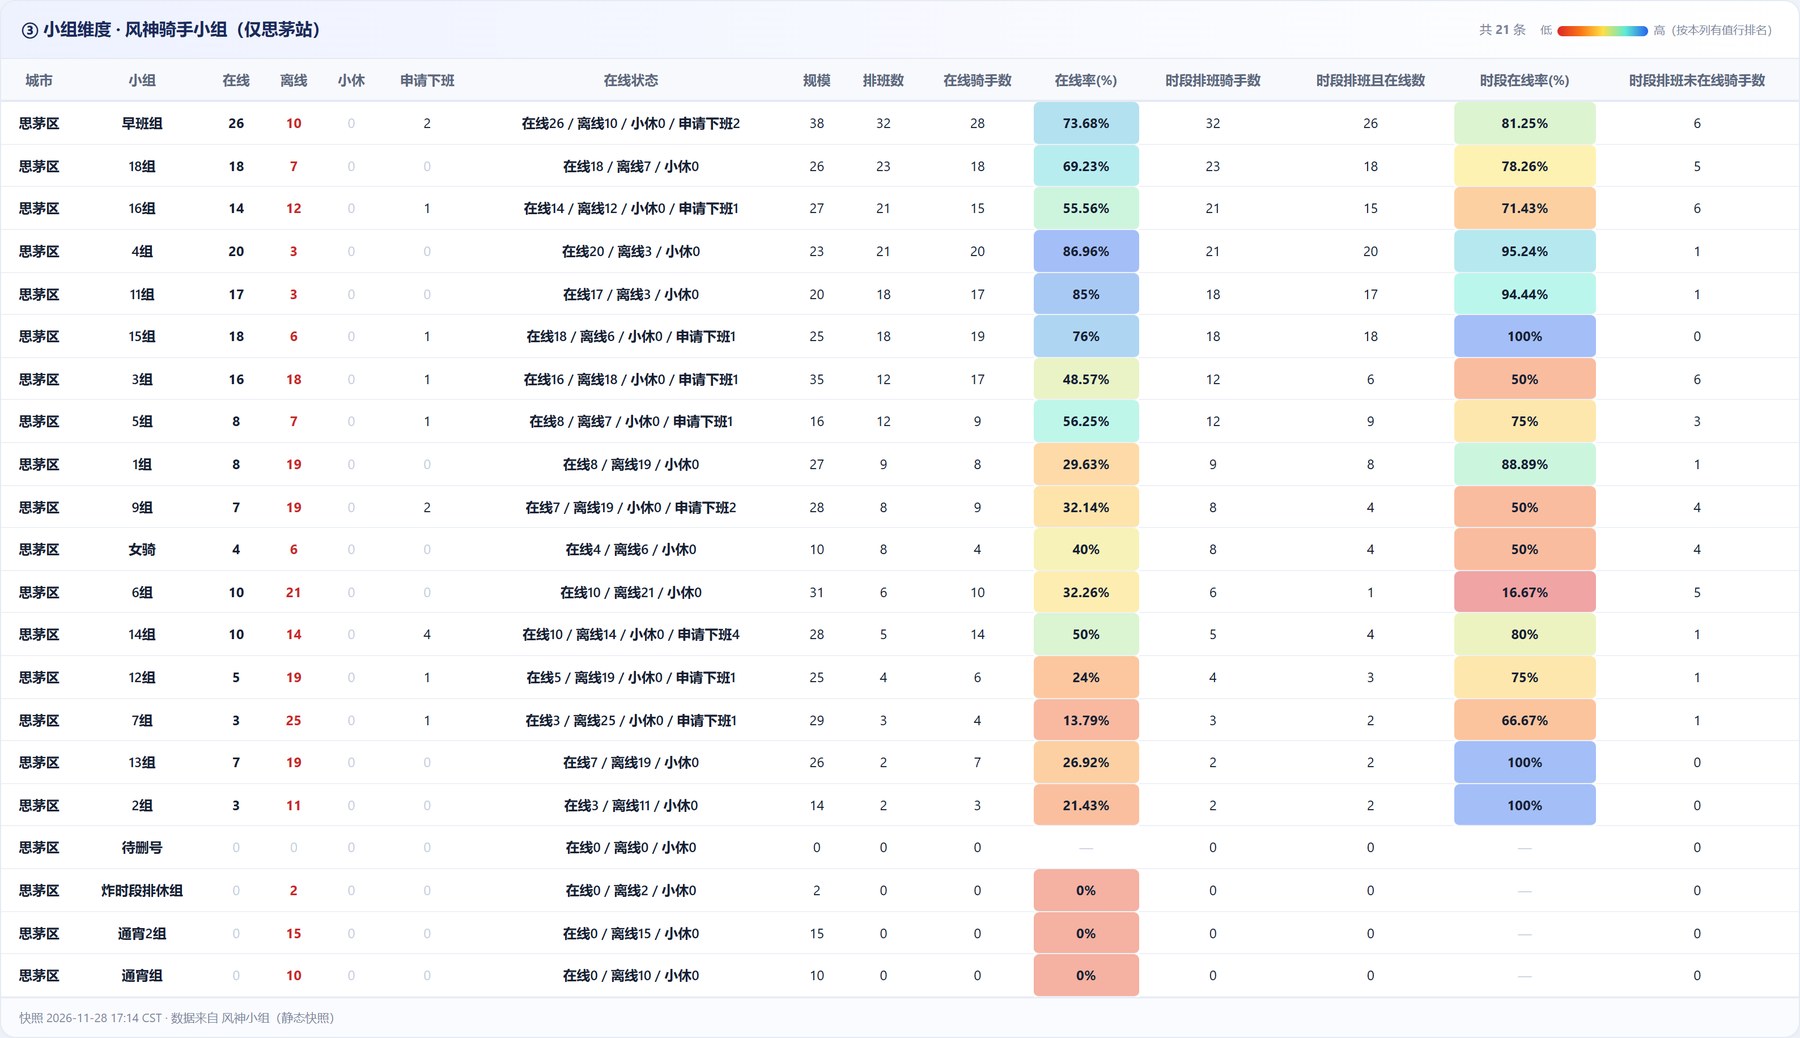 ③ 小组维度 · 风神骑手小组（仅思茅站）
共 21 条 低 高 (按本列有值行排名)
城市 小组 在线 离线 小休 申请下班 在线状态 规模 排班数 在线骑手数 在线率(%) 时段排班骑手数 时段排班且在线数 时段在线率(%) 时段排班未在线骑手数
思茅区 早班组 26 10 0 2 在线26 / 离线10 / 小休0 / 申请下班2 38 32 28 73.68% 32 26 81.25% 6
思茅区 18组 18 7 0 0 在线18 / 离线7 / 小休0 26 23 18 69.23% 23 18 78.26% 5
思茅区 16组 14 12 0 1 在线14 / 离线12 / 小休0 / 申请下班1 27 21 15 55.56% 21 15 71.43% 6
思茅区 4组 20 3 0 0 在线20 / 离线3 / 小休0 23 21 20 86.96% 21 20 95.24% 1
思茅区 11组 17 3 0 0 在线17 / 离线3 / 小休0 20 18 17 85% 18 17 94.44% 1
思茅区 15组 18 6 0 1 在线18 / 离线6 / 小休0 / 申请下班1 25 18 19 76% 18 18 100% 0
思茅区 3组 16 18 0 1 在线16 / 离线18 / 小休0 / 申请下班1 35 12 17 48.57% 12 6 50% 6
思茅区 5组 8 7 0 1 在线8 / 离线7 / 小休0 / 申请下班1 16 12 9 56.25% 12 9 75% 3
思茅区 1组 8 19 0 0 在线8 / 离线19 / 小休0 27 9 8 29.63% 9 8 88.89% 1
思茅区 9组 7 19 0 2 在线7 / 离线19 / 小休0 / 申请下班2 28 8 9 32.14% 8 4 50% 4
思茅区 女骑 4 6 0 0 在线4 / 离线6 / 小休0 10 8 4 40% 8 4 50% 4
思茅区 6组 10 21 0 0 在线10 / 离线21 / 小休0 31 6 10 32.26% 6 1 16.67% 5
思茅区 14组 10 14 0 4 在线10 / 离线14 / 小休0 / 申请下班4 28 5 14 50% 5 4 80% 1
思茅区 12组 5 19 0 1 在线5 / 离线19 / 小休0 / 申请下班1 25 4 6 24% 4 3 75% 1
思茅区 7组 3 25 0 1 在线3 / 离线25 / 小休0 / 申请下班1 29 3 4 13.79% 3 2 66.67% 1
思茅区 13组 7 19 0 0 在线7 / 离线19 / 小休0 26 2 7 26.92% 2 2 100% 0
思茅区 2组 3 11 0 0 在线3 / 离线11 / 小休0 14 2 3 21.43% 2 2 100% 0
思茅区 待删号 0 0 0 0 在线0 / 离线0 / 小休0 0 0 0 — 0 0 — 0
思茅区 炸时段排休组 0 2 0 0 在线0 / 离线2 / 小休0 2 0 0 0% 0 0 — 0
思茅区 通宵2组 0 15 0 0 在线0 / 离线15 / 小休0 15 0 0 0% 0 0 — 0
思茅区 通宵组 0 10 0 0 在线0 / 离线10 / 小休0 10 0 0 0% 0 0 — 0
快照 2026-11-28 17:14 CST · 数据来自 风神小组（静态快照）